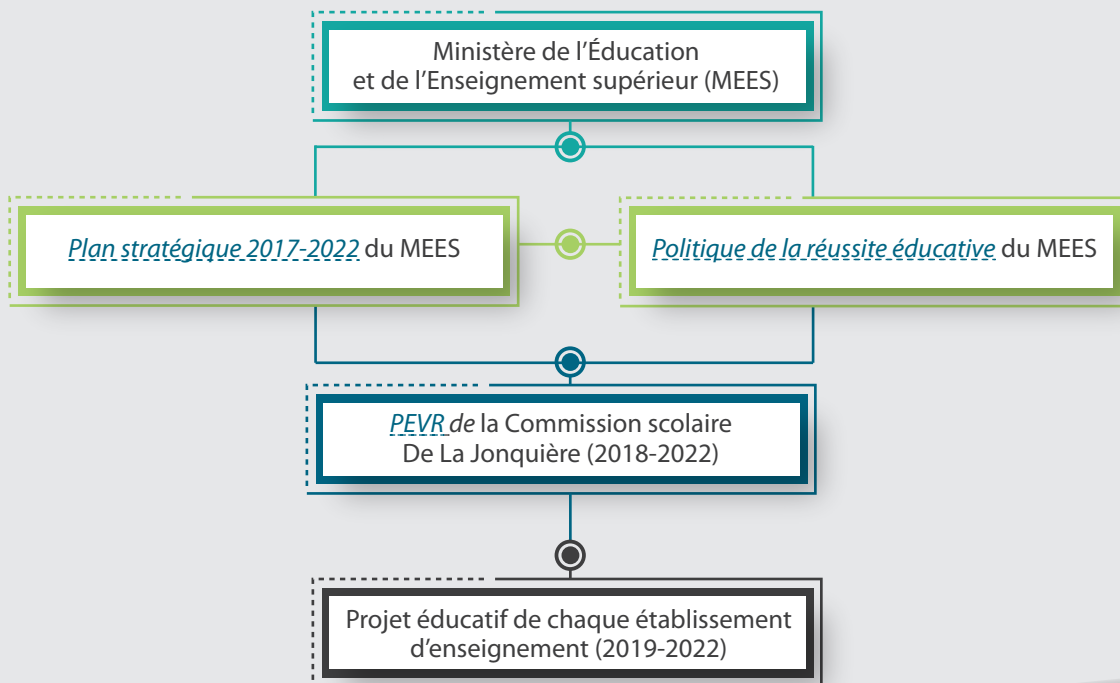 Ministère de l'Éducation
et de l'Enseignement supérieur (MEES)
Plan stratégique 2017-2022 du MEES
Politique de la réussite éducative du MEES
PEVR de la Commission scolaire
De La Jonquière (2018-2022)
Projet éducatif de chaque établissement
d'enseignement (2019-2022)